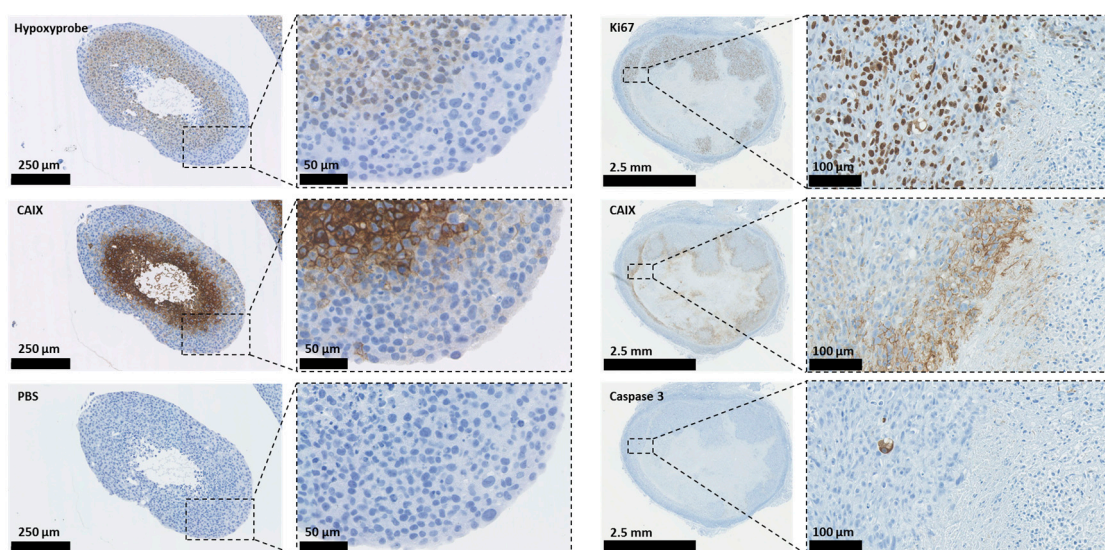 Hypoxyprobe
250 µm
50 µm
Ki67
2.5 mm
100 µm
CAIX
250 µm
50 µm
CAIX
2.5 mm
100 µm
PBS
250 µm
50 µm
Caspase 3
2.5 mm
100 µm